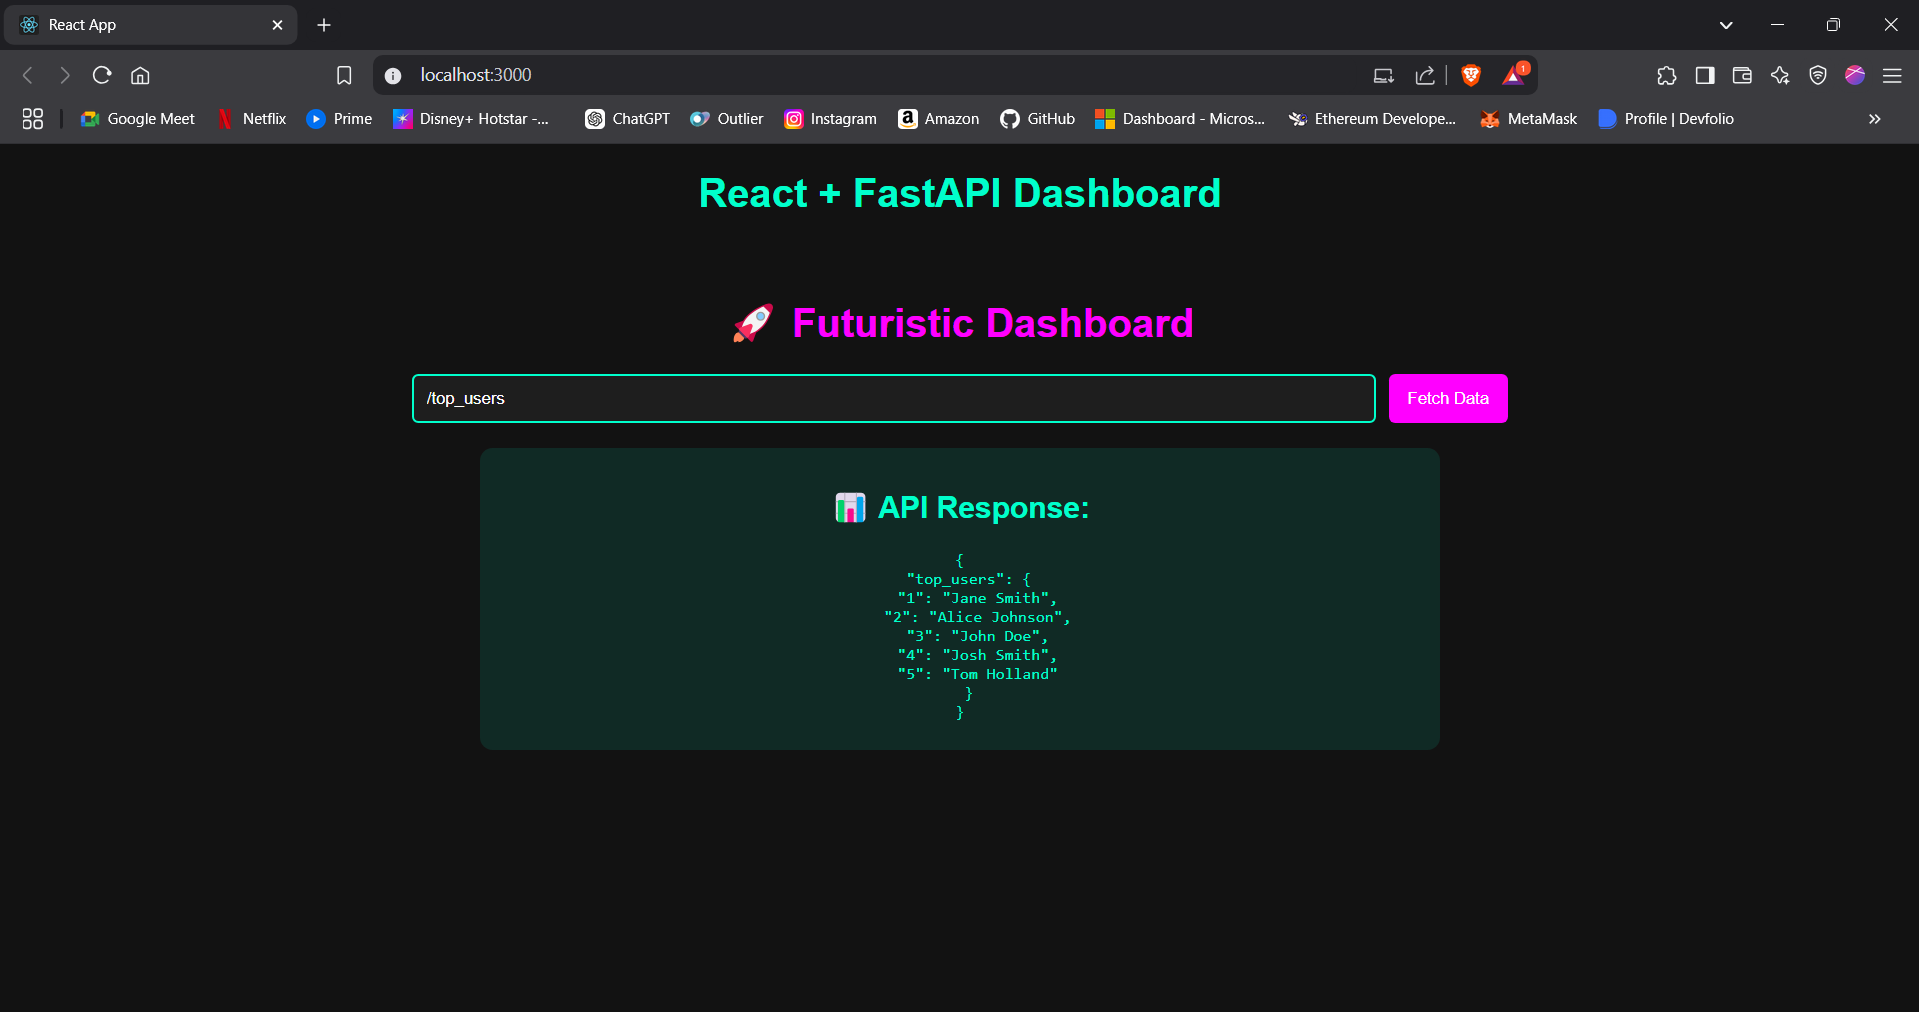 React App
localhost:3000
1
Google Meet Netflix Prime Disney+ Hotstar -... ChatGPT Outlier Instagram Amazon GitHub Dashboard - Micros... Ethereum Develope... MetaMask Profile | Devfolio
React + FastAPI Dashboard
🚀 Futuristic Dashboard
/top_users Fetch Data
📊 API Response:
{
"top_users": {
"1": "Jane Smith",
"2": "Alice Johnson",
"3": "John Doe",
"4": "Josh Smith",
"5": "Tom Holland"
}
}